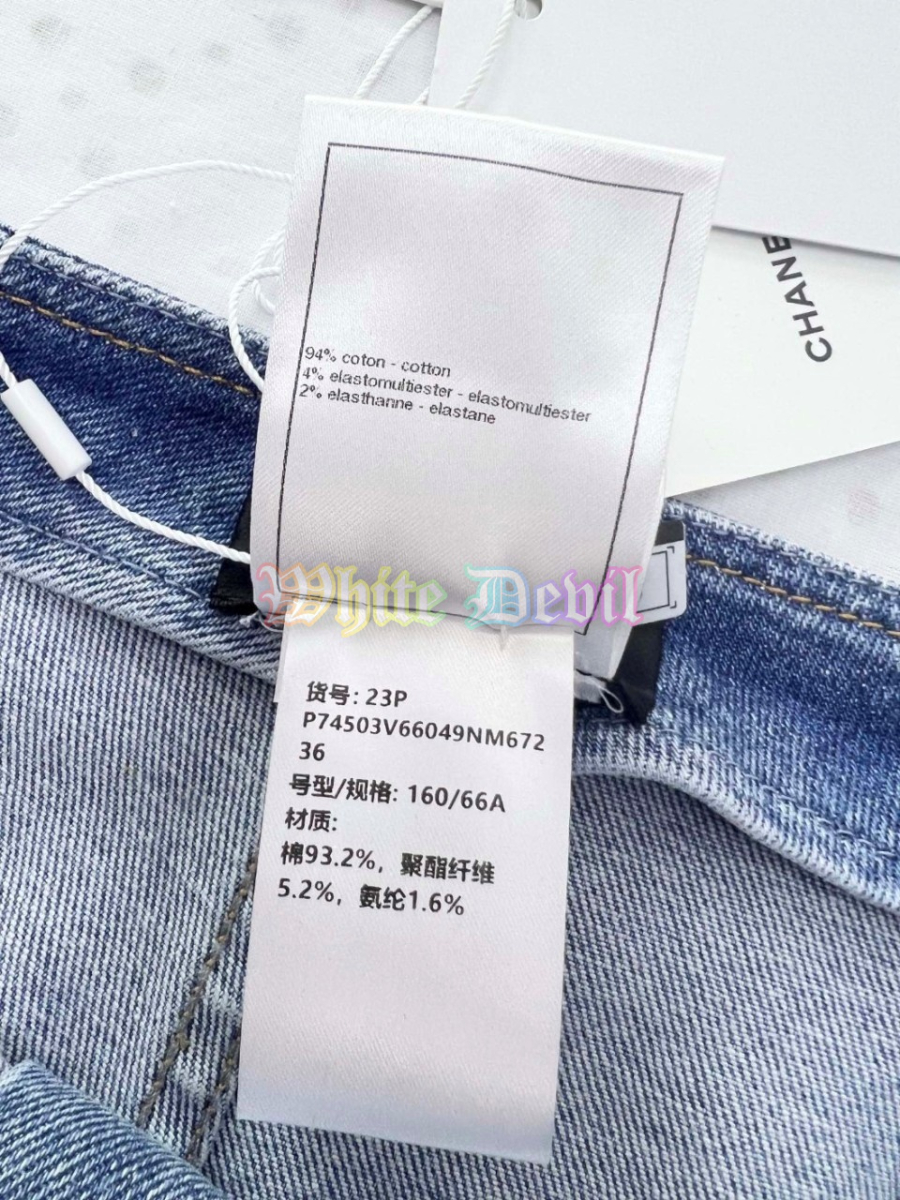 CHANE
94% coton - cotton
4% elastomultiester - elastomultiester
2% elasthanne - elastane
White Devil
货号: 23P
P74503V66049NM672
36
号型/规格: 160/66A
材质:
棉93.2%, 聚酯纤维
5.2%, 氨纶1.6%